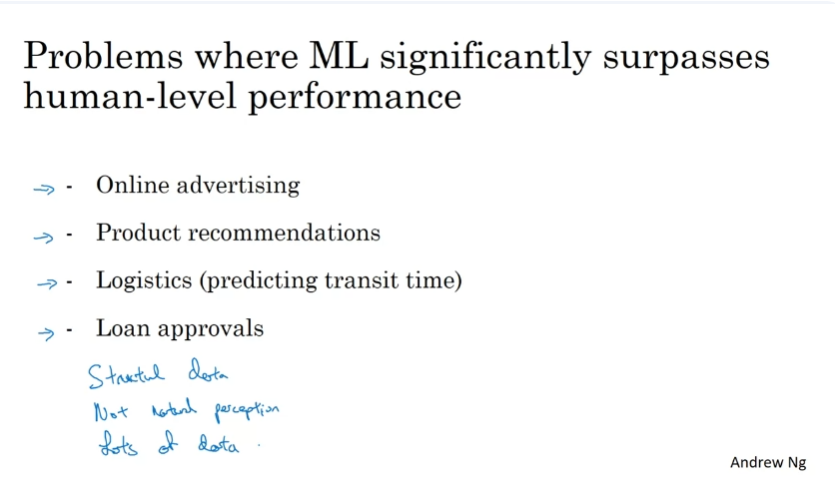 Problems where ML significantly surpasses
human-level performance
- Online advertising
- Product recommendations
- Logistics (predicting transit time)
- Loan approvals
Structured data
Not natural perception
Lots of data .
Andrew Ng